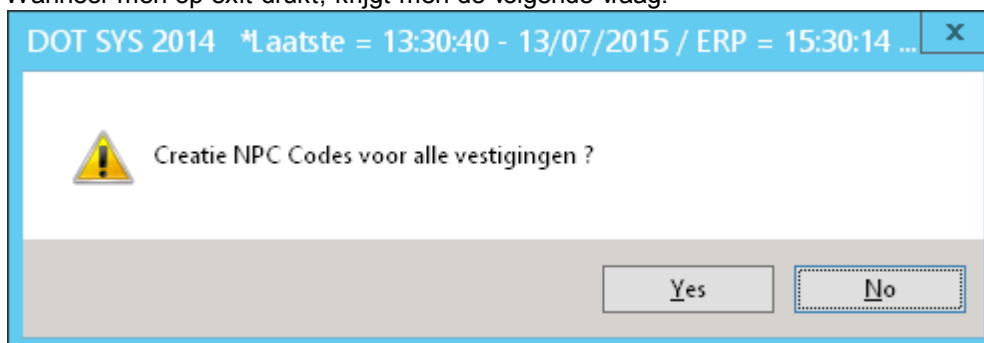 Wanneer men op exit drukt, krijgt men de volgende vraag:
DOT SYS 2014 *Laatste = 13:30:40 - 13/07/2015 / ERP = 15:30:14 ... x
Creatie NPC Codes voor alle vestigingen ?
Yes No